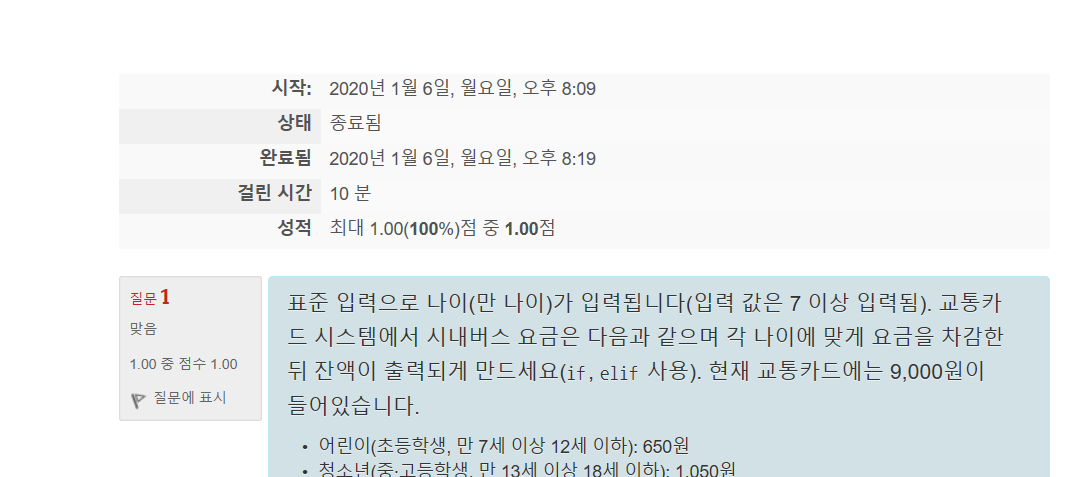 시작: 2020년 1월 6일, 월요일, 오후 8:09
상태 종료됨
완료됨 2020년 1월 6일, 월요일, 오후 8:19
걸린 시간 10 분
성적 최대 1.00(100%)점 중 1.00점
질문 1
맞음
1.00 중 점수 1.00
질문에 표시
표준 입력으로 나이(만 나이)가 입력됩니다(입력 값은 7 이상 입력됨). 교통카
드 시스템에서 시내버스 요금은 다음과 같으며 각 나이에 맞게 요금을 차감한
뒤 잔액이 출력되게 만드세요(if, elif 사용). 현재 교통카드에는 9,000원이
들어있습니다.
• 어린이(초등학생, 만 7세 이상 12세 이하): 650원
• 청소년(중·고등학생, 만 13세 이상 18세 이하): 1,050원